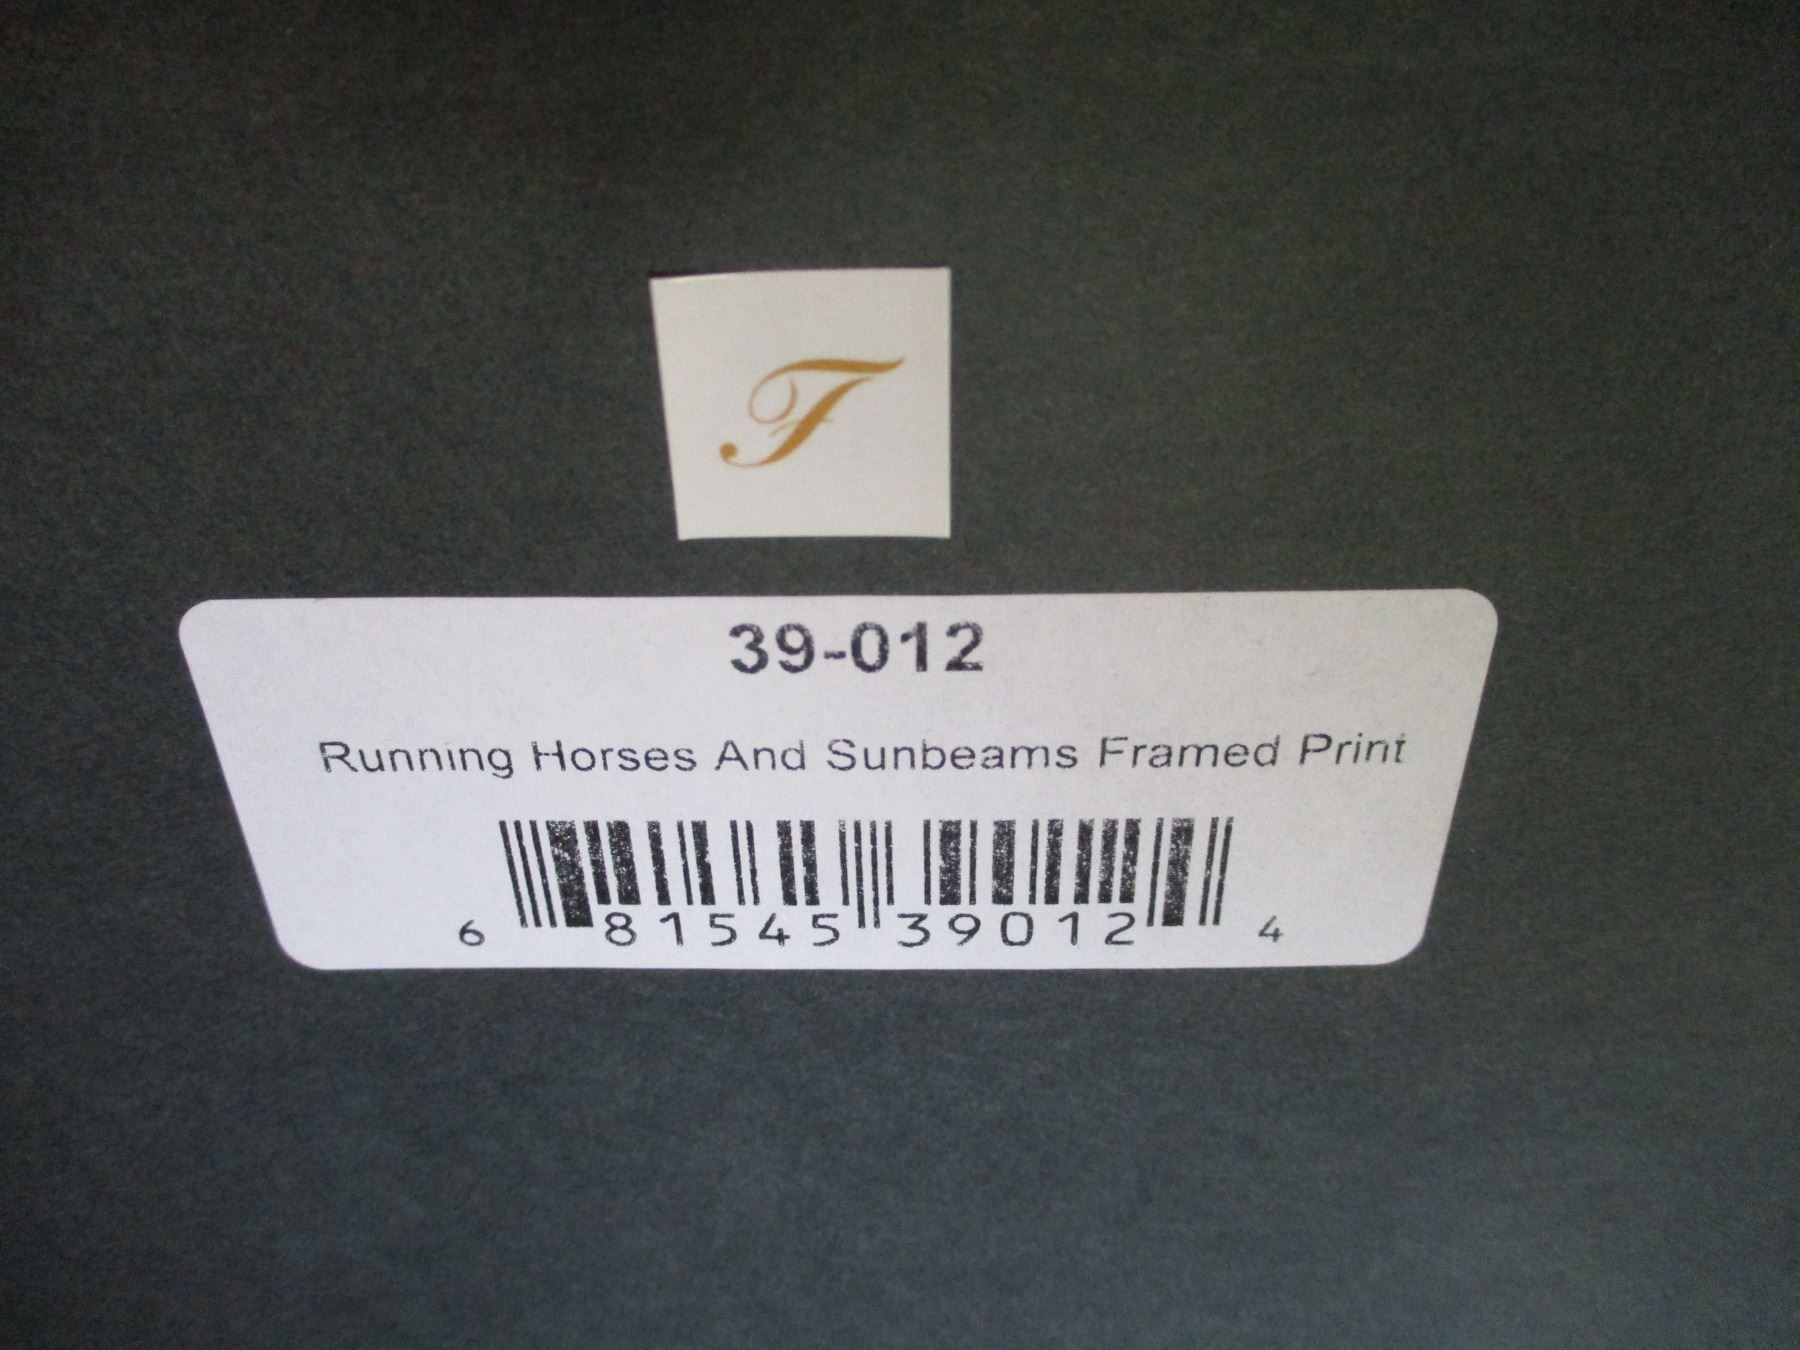 F
39-012
Running Horses And Sunbeams Framed Print
6 81545 39012 4